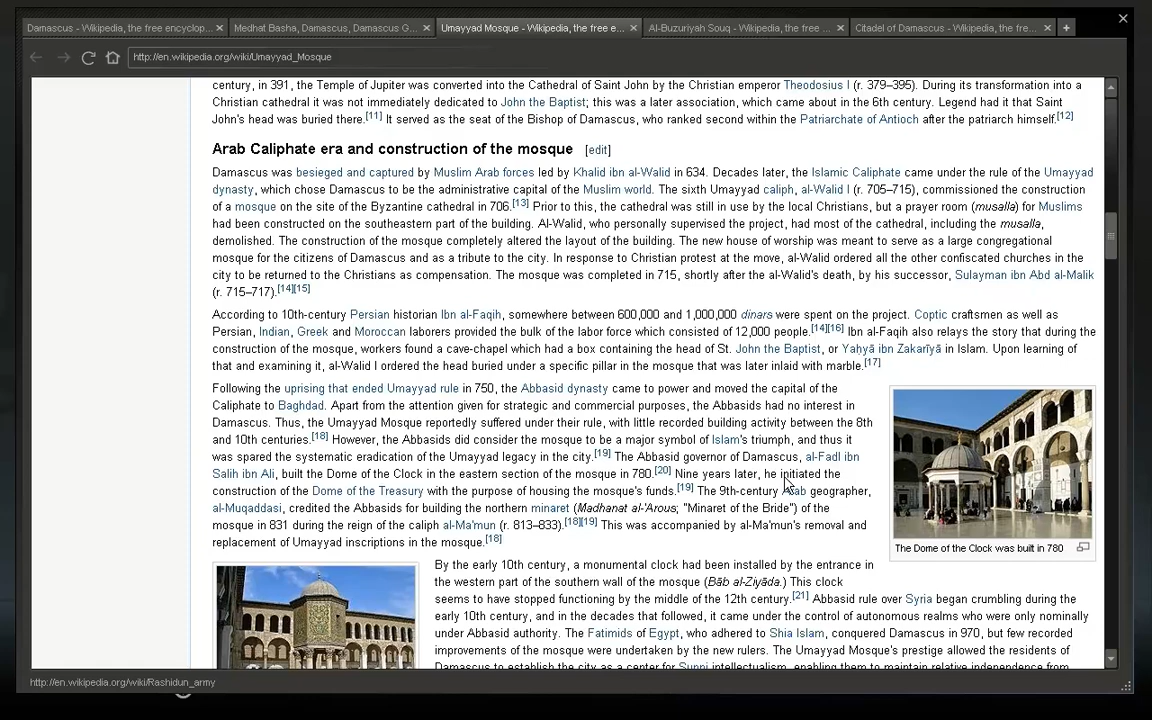 Damascus - Wikipedia, the free encyclop...
Medhat Basha, Damascus, Damascus G...
Umayyad Mosque - Wikipedia, the free e...
Al-Buzuriyah Souq - Wikipedia, the free ...
Citadel of Damascus - Wikipedia, the fre...
http://en.wikipedia.org/wiki/Umayyad_Mosque
century, in 391, the Temple of Jupiter was converted into the Cathedral of Saint John by the Christian emperor Theodosius I (r. 379–395). During its transformation into a
Christian cathedral it was not immediately dedicated to John the Baptist; this was a later association, which came about in the 6th century. Legend had it that Saint
John's head was buried there.[11] It served as the seat of the Bishop of Damascus, who ranked second within the Patriarchate of Antioch after the patriarch himself.[12]
Arab Caliphate era and construction of the mosque [edit]
Damascus was besieged and captured by Muslim Arab forces led by Khalid ibn al-Walid in 634. Decades later, the Islamic Caliphate came under the rule of the Umayyad
dynasty, which chose Damascus to be the administrative capital of the Muslim world. The sixth Umayyad caliph, al-Walid I (r. 705–715), commissioned the construction
of a mosque on the site of the Byzantine cathedral in 706.[13] Prior to this, the cathedral was still in use by the local Christians, but a prayer room (musalla) for Muslims
had been constructed on the southeastern part of the building. Al-Walid, who personally supervised the project, had most of the cathedral, including the musalla,
demolished. The construction of the mosque completely altered the layout of the building. The new house of worship was meant to serve as a large congregational
mosque for the citizens of Damascus and as a tribute to the city. In response to Christian protest at the move, al-Walid ordered all the other confiscated churches in the
city to be returned to the Christians as compensation. The mosque was completed in 715, shortly after the al-Walid's death, by his successor, Sulayman ibn Abd al-Malik
(r. 715–717).[14][15]
According to 10th-century Persian historian Ibn al-Faqih, somewhere between 600,000 and 1,000,000 dinars were spent on the project. Coptic craftsmen as well as
Persian, Indian, Greek and Moroccan laborers provided the bulk of the labor force which consisted of 12,000 people.[14][16] Ibn al-Faqih also relays the story that during the
construction of the mosque, workers found a cave-chapel which had a box containing the head of St. John the Baptist, or Yahyā ibn Zakarīyā in Islam. Upon learning of
that and examining it, al-Walid I ordered the head buried under a specific pillar in the mosque that was later inlaid with marble.[17]
Following the uprising that ended Umayyad rule in 750, the Abbasid dynasty came to power and moved the capital of the
Caliphate to Baghdad. Apart from the attention given for strategic and commercial purposes, the Abbasids had no interest in
Damascus. Thus, the Umayyad Mosque reportedly suffered under their rule, with little recorded building activity between the 8th
and 10th centuries.[18] However, the Abbasids did consider the mosque to be a major symbol of Islam's triumph, and thus it
was spared the systematic eradication of the Umayyad legacy in the city.[19] The Abbasid governor of Damascus, al-Fadl ibn
Salih ibn Ali, built the Dome of the Clock in the eastern section of the mosque in 780.[20] Nine years later, he initiated the
construction of the Dome of the Treasury with the purpose of housing the mosque's funds.[19] The 9th-century Arab geographer,
al-Muqaddasi, credited the Abbasids for building the northern minaret (Madhanat al-'Arous; "Minaret of the Bride") of the
mosque in 831 during the reign of the caliph al-Ma'mun (r. 813–833).[18][19] This was accompanied by al-Ma'mun's removal and
replacement of Umayyad inscriptions in the mosque.[18]
The Dome of the Clock was built in 780
By the early 10th century, a monumental clock had been installed by the entrance in
the western part of the southern wall of the mosque (Bāb al-Ziyāda.) This clock
seems to have stopped functioning by the middle of the 12th century.[21] Abbasid rule over Syria began crumbling during the
early 10th century, and in the decades that followed, it came under the control of autonomous realms who were only nominally
under Abbasid authority. The Fatimids of Egypt, who adhered to Shia Islam, conquered Damascus in 970, but few recorded
improvements of the mosque were undertaken by the new rulers. The Umayyad Mosque's prestige allowed the residents of
Damascus to establish the city as a center for Sunni intellectualism, enabling them to maintain relative independence from
http://en.wikipedia.org/wiki/Rashidun_army